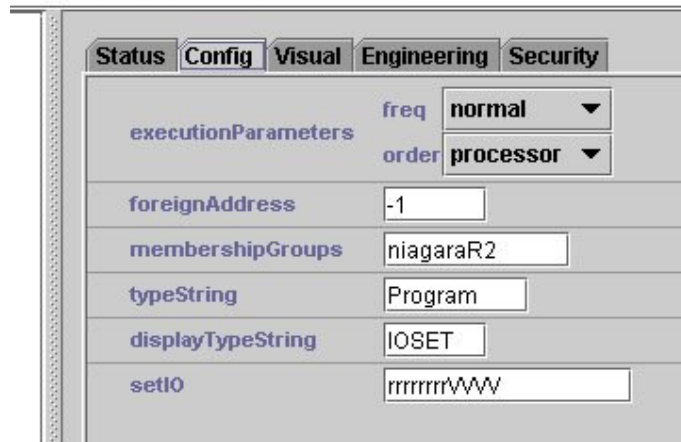 Status Config Visual Engineering Security
executionParameters freq normal
order processor
foreignAddress -1
membershipGroups niagaraR2
typeString Program
displayTypeString IOSET
setIO